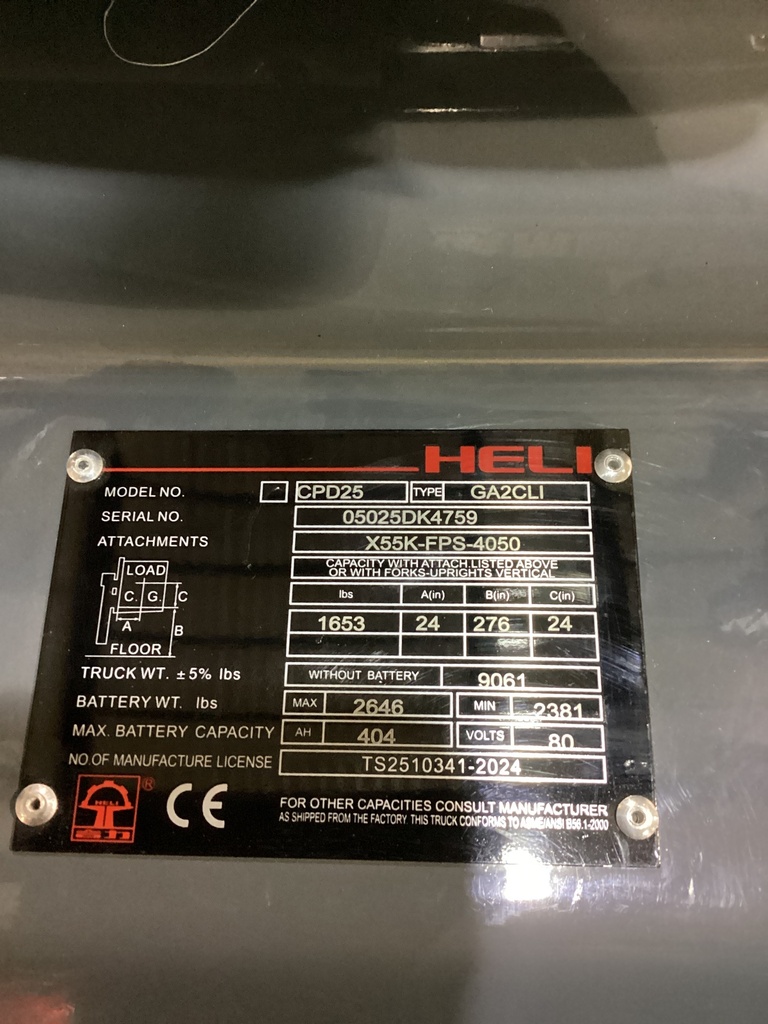 HELI
MODEL NO. CPD25 TYPE GA2CLI
SERIAL NO. 05025DK4759
ATTACHMENTS X55K-FPS-4050
CAPACITY WITH ATTACH.LISTED ABOVE
OR WITH FORKS-UPRIGHTS VERTICAL
LOAD
C. G. C
A
B
FLOOR
lbs A(in) B(in) C(in)
1653 24 276 24
TRUCK WT. ±5% lbs WITHOUT BATTERY 9061
BATTERY WT. lbs MAX 2646 MIN 2381
MAX. BATTERY CAPACITY AH 404 VOLTS 80
NO.OF MANUFACTURE LICENSE TS2510341-2024
HELI ®
合力
CE
FOR OTHER CAPACITIES CONSULT MANUFACTURER
AS SHIPPED FROM THE FACTORY THIS TRUCK CONFORMS TO ASME/ANSI B56.1-2000